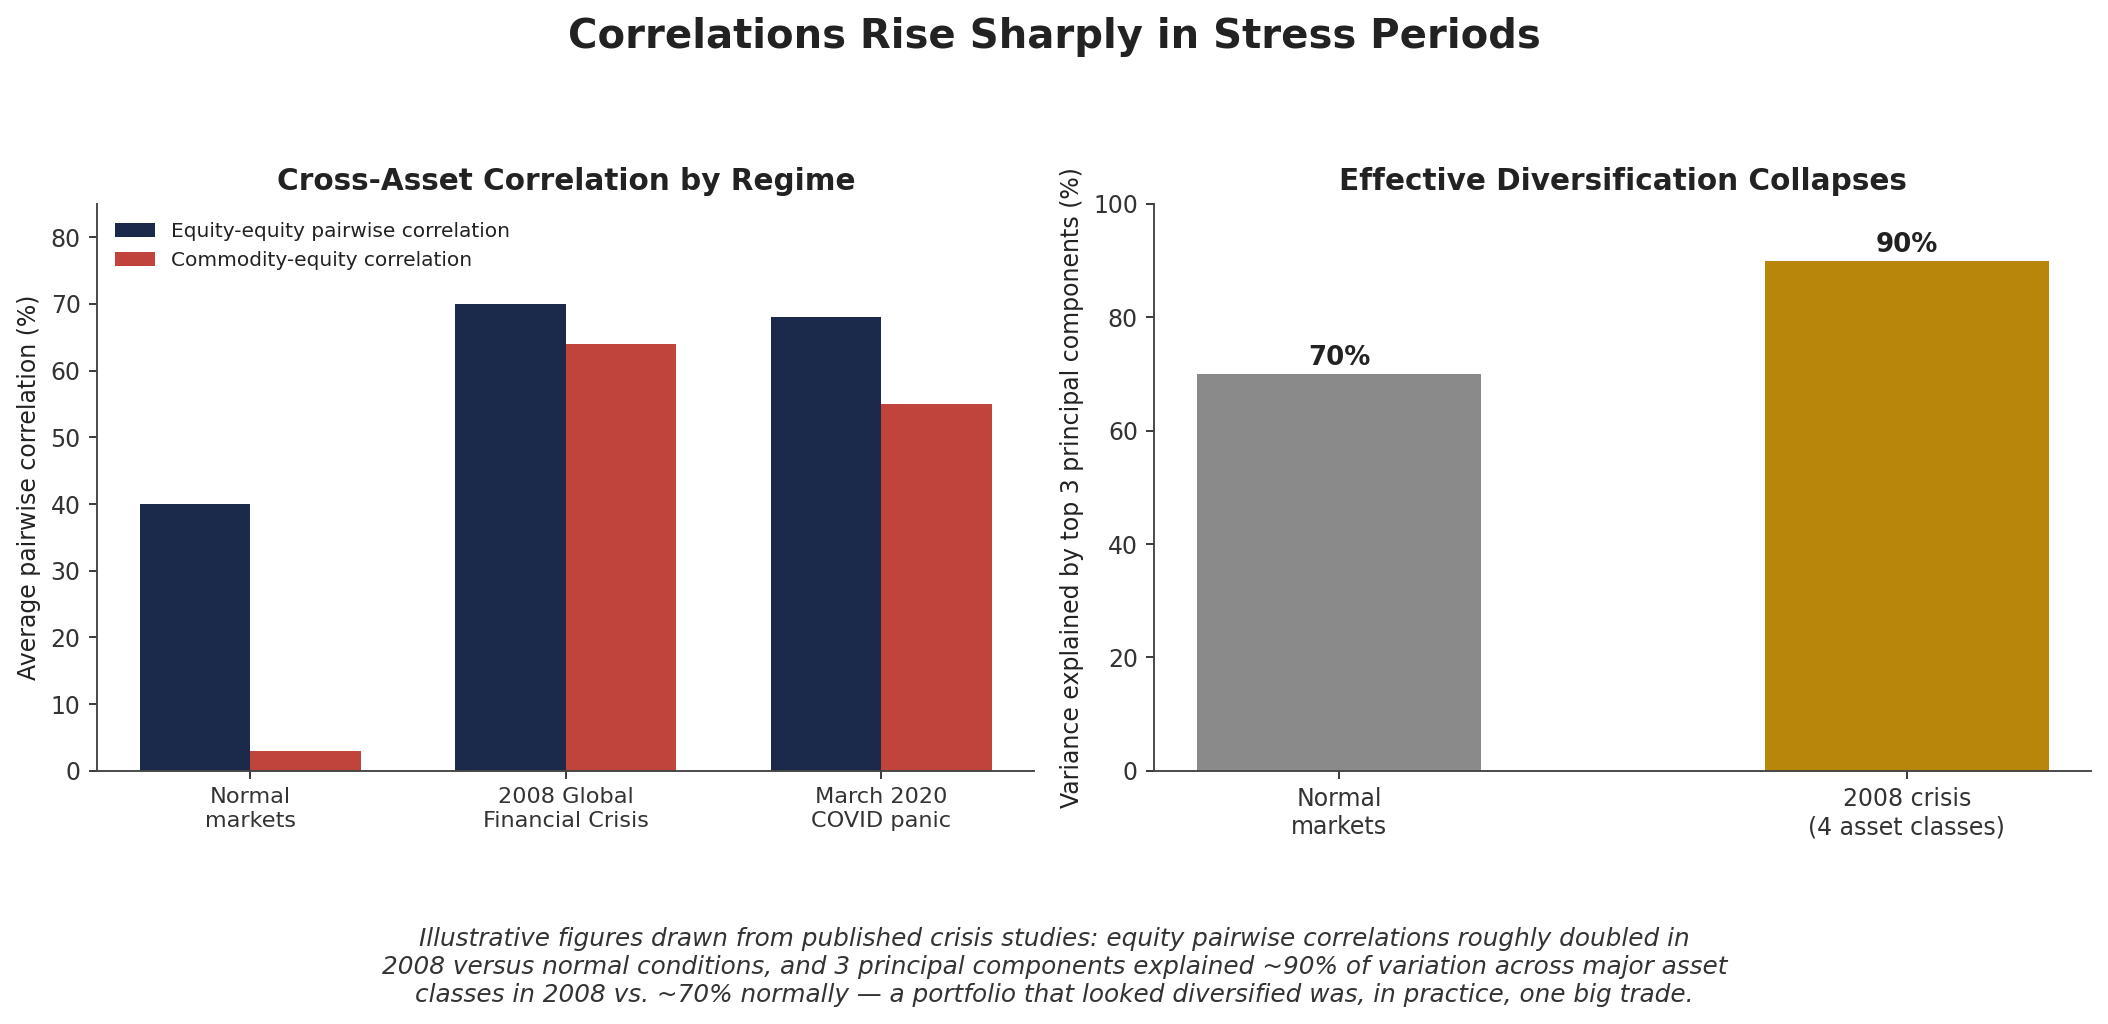 Correlations Rise Sharply in Stress Periods
Cross-Asset Correlation by Regime
Equity-equity pairwise correlation
Commodity-equity correlation
Average pairwise correlation (%)
80
70
60
50
40
30
20
10
0
Normal
markets
2008 Global
Financial Crisis
March 2020
COVID panic
Effective Diversification Collapses
Variance explained by top 3 principal components (%)
100
80
60
40
20
0
70%
90%
Normal
markets
2008 crisis
(4 asset classes)
Illustrative figures drawn from published crisis studies: equity pairwise correlations roughly doubled in
2008 versus normal conditions, and 3 principal components explained ~90% of variation across major asset
classes in 2008 vs. ~70% normally — a portfolio that looked diversified was, in practice, one big trade.